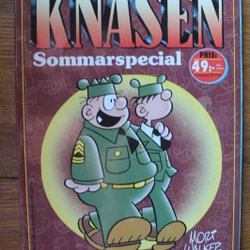 KNASEN
Sommarspecial
PRIS:
49:-
MORT
WALKER